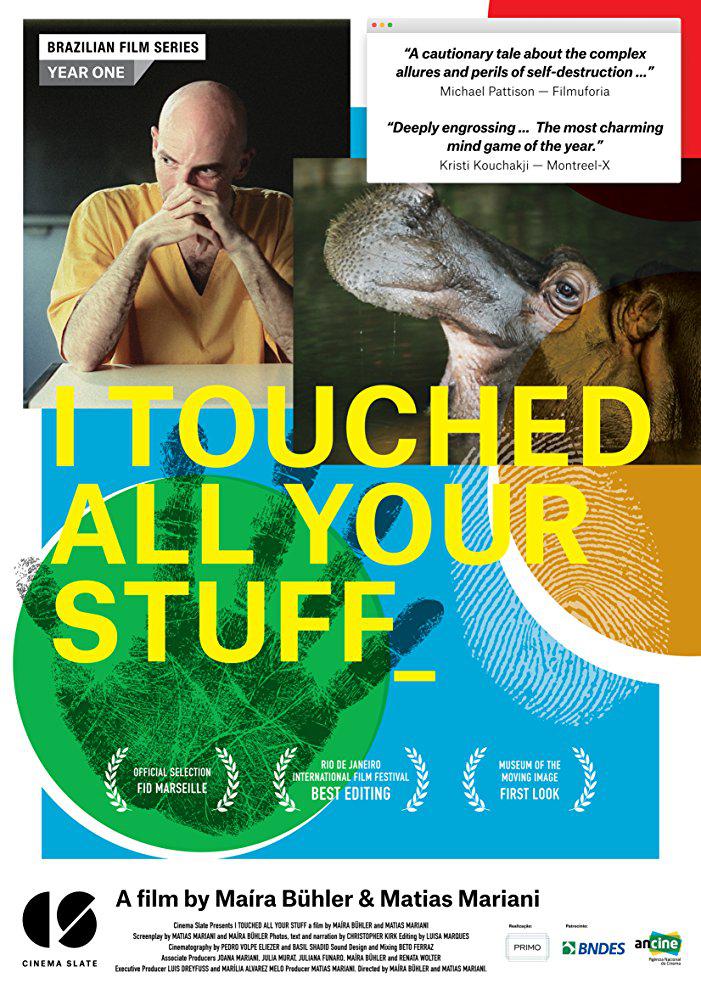 BRAZILIAN FILM SERIES
YEAR ONE
“A cautionary tale about the complex
allures and perils of self-destruction ...”
Michael Pattison — Filmuforia
“Deeply engrossing ... The most charming
mind game of the year.”
Kristi Kouchakji — Montreel-X
I TOUCHED
ALL YOUR
STUFF_
OFFICIAL SELECTION
FID MARSEILLE
RIO DE JANEIRO
INTERNATIONAL FILM FESTIVAL
BEST EDITING
MUSEUM OF THE
MOVING IMAGE
FIRST LOOK
A film by Maíra Bühler & Matias Mariani
CINEMA SLATE
Cinema Slate Presents I TOUCHED ALL YOUR STUFF a film by MAÍRA BÜHLER and MATIAS MARIANI
Screenplay by MATIAS MARIANI and MAÍRA BÜHLER Photos, text and narration by CHRISTOPHER KIRK Editing by LUISA MARQUES
Cinematography by PEDRO VOLPE ELIEZER and BASIL SHADID Sound Design and Mixing BETO FERRAZ
Associate Producers JOANA MARIANI, JULIA MURAT, JULIANA FUNARO, MAÍRA BÜHLER and RENATA WOLTER
Executive Producer LUIS DREYFUSS and MARÍLIA ALVAREZ MELO Producer MATIAS MARIANI. Directed by MAÍRA BÜHLER and MATIAS MARIANI.
Realização:
PRIMO
Patrocínio:
BNDES
ancine
Agência Nacional
do Cinema